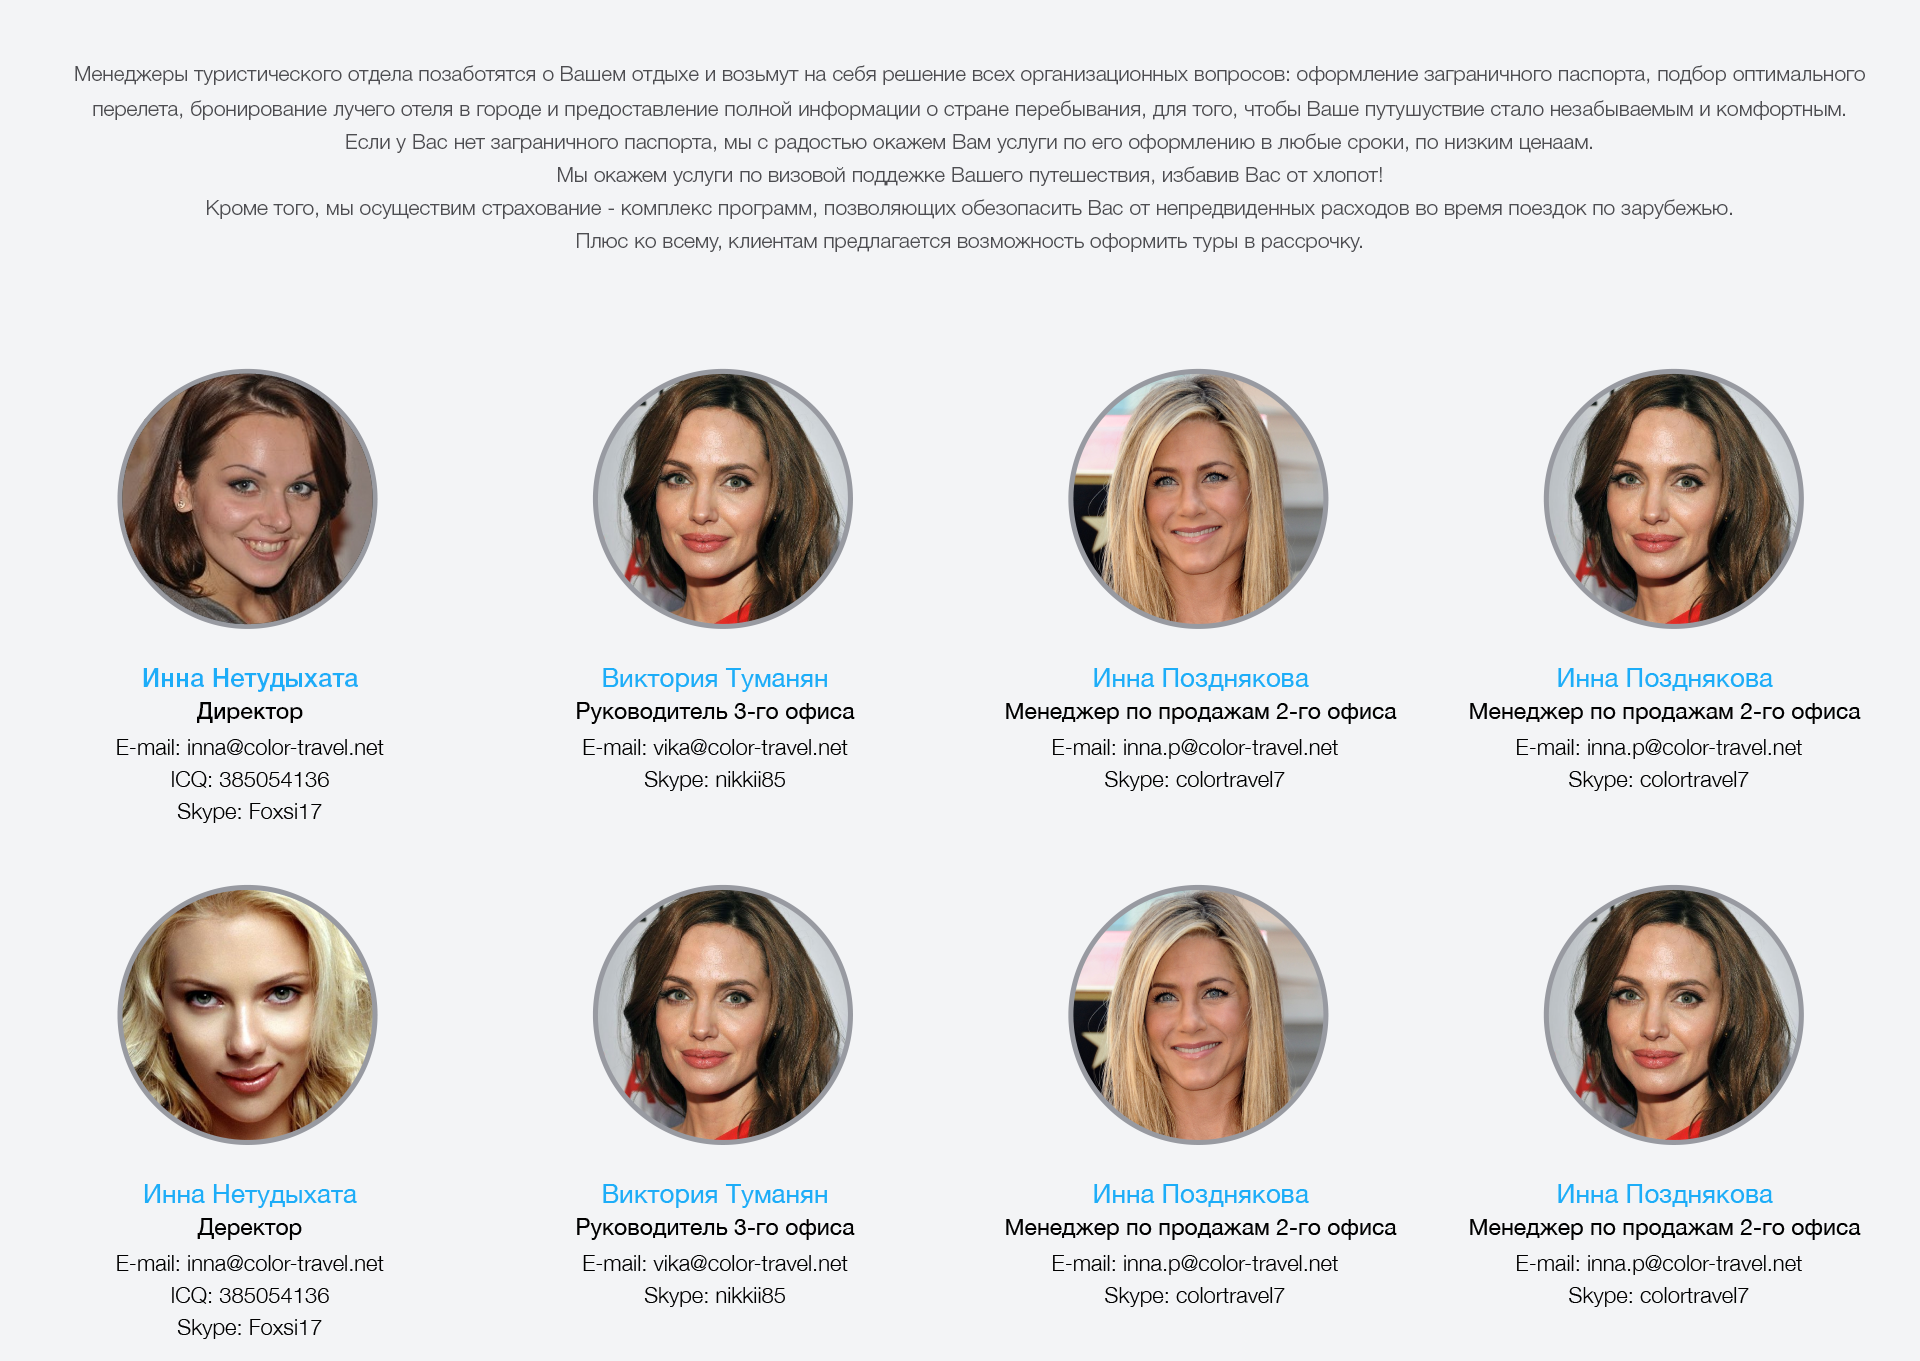 Менеджеры туристического отдела позаботятся о Вашем отдыхе и возьмут на себя решение всех организационных вопросов: оформление заграничного паспорта, подбор оптимального
перелета, бронирование лучего отеля в городе и предоставление полной информации о стране перебывания, для того, чтобы Ваше путушуствие стало незабываемым и комфортным.
Если у Вас нет заграничного паспорта, мы с радостью окажем Вам услуги по его оформлению в любые сроки, по низким ценаам.
Мы окажем услуги по визовой поддежке Вашего путешествия, избавив Вас от хлопот!
Кроме того, мы осуществим страхование - комплекс программ, позволяющих обезопасить Вас от непредвиденных расходов во время поездок по зарубежью.
Плюс ко всему, клиентам предлагается возможность оформить туры в рассрочку.
Инна Нетудыхата
Директор
E-mail: inna@color-travel.net
ICQ: 385054136
Skype: Foxsi17
Виктория Туманян
Руководитель 3-го офиса
E-mail: vika@color-travel.net
Skype: nikkii85
Инна Позднякова
Менеджер по продажам 2-го офиса
E-mail: inna.p@color-travel.net
Skype: colortravel7
Инна Позднякова
Менеджер по продажам 2-го офиса
E-mail: inna.p@color-travel.net
Skype: colortravel7
Инна Нетудыхата
Деректор
E-mail: inna@color-travel.net
ICQ: 385054136
Skype: Foxsi17
Виктория Туманян
Руководитель 3-го офиса
E-mail: vika@color-travel.net
Skype: nikkii85
Инна Позднякова
Менеджер по продажам 2-го офиса
E-mail: inna.p@color-travel.net
Skype: colortravel7
Инна Позднякова
Менеджер по продажам 2-го офиса
E-mail: inna.p@color-travel.net
Skype: colortravel7